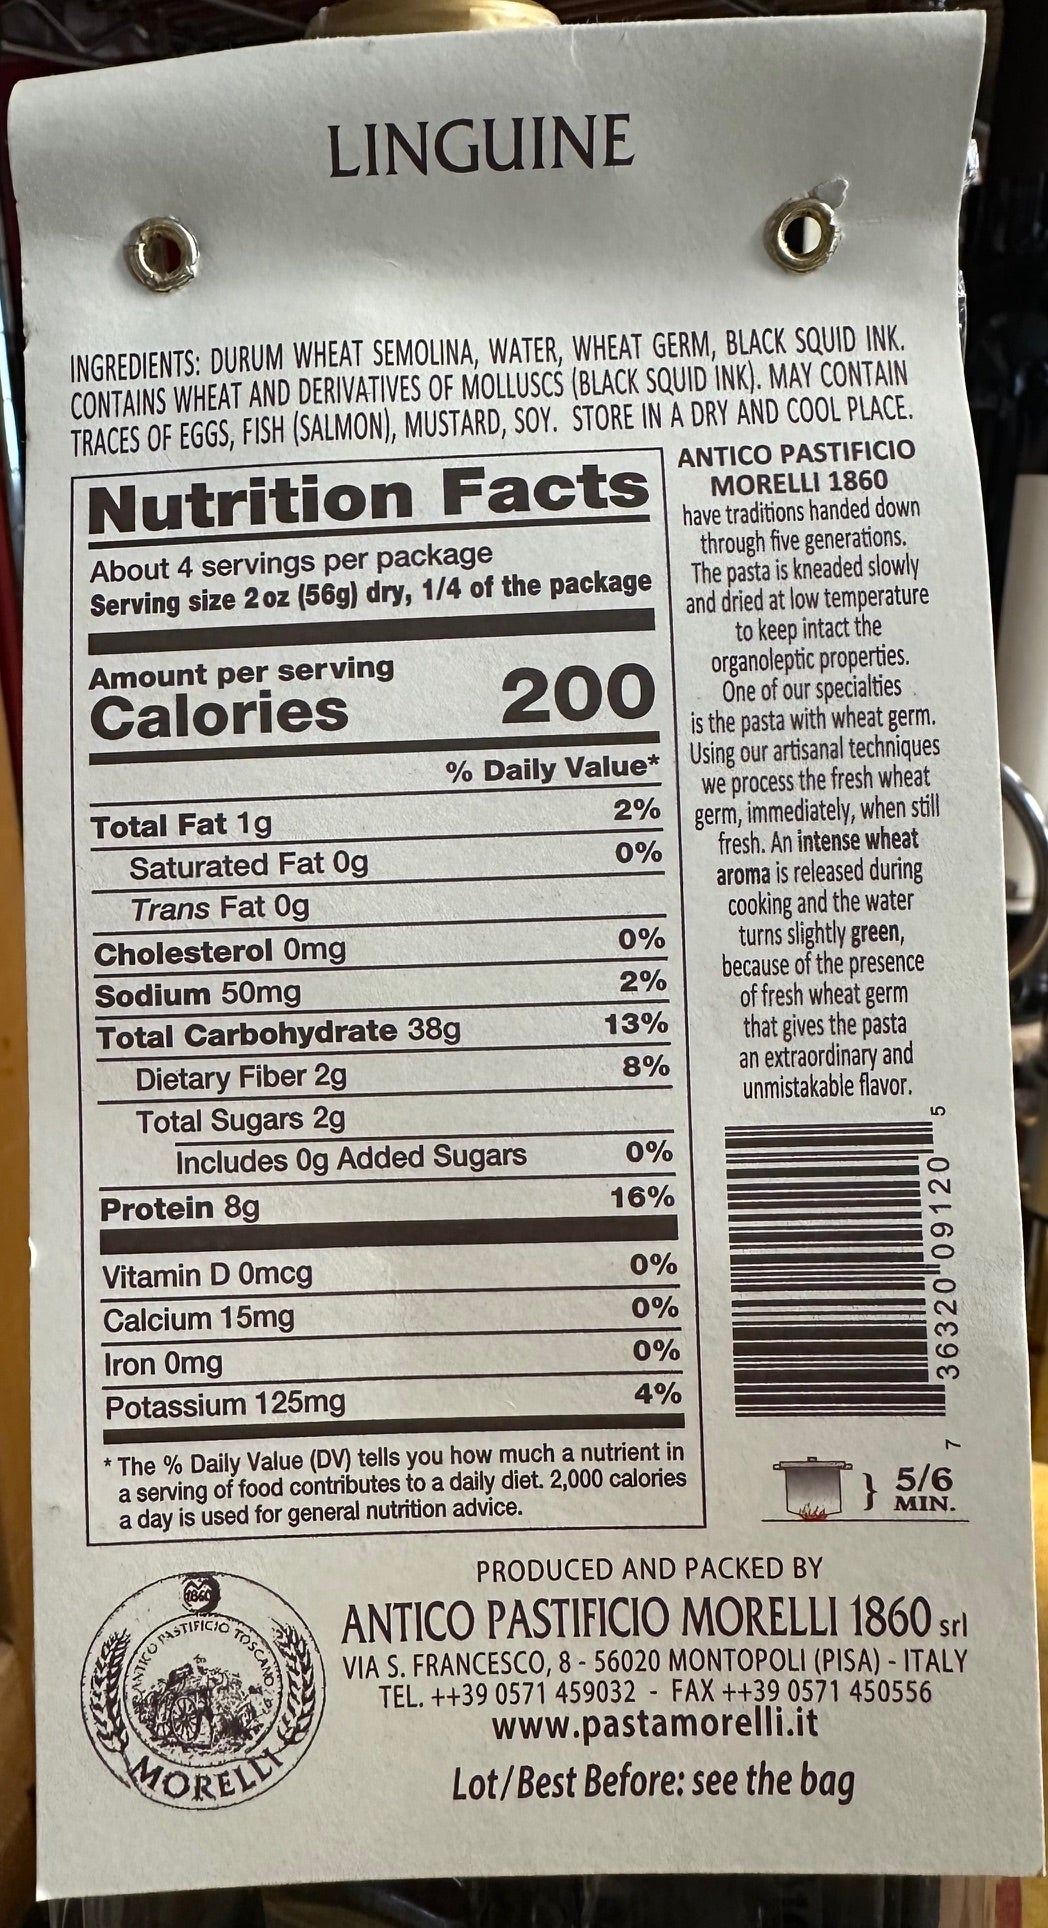 LINGUINE
INGREDIENTS: DURUM WHEAT SEMOLINA, WATER, WHEAT GERM, BLACK SQUID INK.
CONTAINS WHEAT AND DERIVATIVES OF MOLLUSCS (BLACK SQUID INK). MAY CONTAIN
TRACES OF EGGS, FISH (SALMON), MUSTARD, SOY. STORE IN A DRY AND COOL PLACE.
Nutrition Facts
About 4 servings per package
Serving size 2 oz (56g) dry, 1/4 of the package
Amount per serving
Calories 200
% Daily Value*
Total Fat 1g 2%
Saturated Fat 0g 0%
Trans Fat 0g
Cholesterol 0mg 0%
Sodium 50mg 2%
Total Carbohydrate 38g 13%
Dietary Fiber 2g 8%
Total Sugars 2g
Includes 0g Added Sugars 0%
Protein 8g 16%
Vitamin D 0mcg 0%
Calcium 15mg 0%
Iron 0mg 0%
Potassium 125mg 4%
* The % Daily Value (DV) tells you how much a nutrient in
a serving of food contributes to a daily diet. 2,000 calories
a day is used for general nutrition advice.
ANTICO PASTIFICIO
MORELLI 1860
have traditions handed down
through five generations.
The pasta is kneaded slowly
and dried at low temperature
to keep intact the
organoleptic properties.
One of our specialties
is the pasta with wheat germ.
Using our artisanal techniques
we process the fresh wheat
germ, immediately, when still
fresh. An intense wheat
aroma is released during
cooking and the water
turns slightly green,
because of the presence
of fresh wheat germ
that gives the pasta
an extraordinary and
unmistakable flavor.
7 36320 09120 5
5/6
MIN.
PRODUCED AND PACKED BY
ANTICO PASTIFICIO MORELLI 1860 srl
VIA S. FRANCESCO, 8 - 56020 MONTOPOLI (PISA) - ITALY
TEL. ++39 0571 459032 - FAX ++39 0571 450556
www.pastamorelli.it
Lot/Best Before: see the bag
1860
ANTICO PASTIFICIO TOSCANO
MORELLI